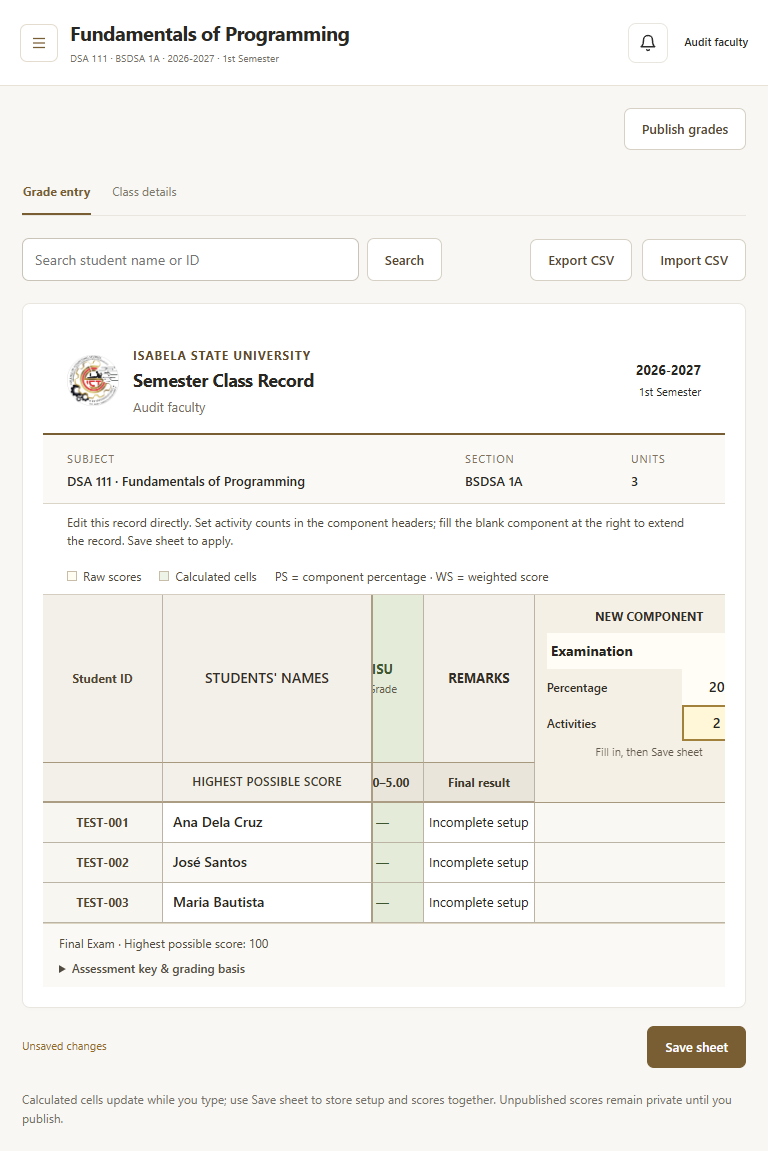 Fundamentals of Programming
DSA 111 · BSDSA 1A · 2026-2027 · 1st Semester
Audit faculty
Publish grades
Grade entry
Class details
Search student name or ID
Search
Export CSV
Import CSV
ISABELA STATE UNIVERSITY
Semester Class Record
Audit faculty
2026-2027
1st Semester
SUBJECT
DSA 111 · Fundamentals of Programming
SECTION
BSDSA 1A
UNITS
3
Edit this record directly. Set activity counts in the component headers; fill the blank component at the right to extend
the record. Save sheet to apply.
Raw scores
Calculated cells
PS = component percentage · WS = weighted score
Student ID
STUDENTS' NAMES
ISU
Grade
REMARKS
NEW COMPONENT
Examination
Percentage
20
Activities
2
Fill in, then Save sheet
HIGHEST POSSIBLE SCORE
0–5.00
Final result
TEST-001
Ana Dela Cruz
—
Incomplete setup
TEST-002
José Santos
—
Incomplete setup
TEST-003
Maria Bautista
—
Incomplete setup
Final Exam · Highest possible score: 100
Assessment key & grading basis
Unsaved changes
Save sheet
Calculated cells update while you type; use Save sheet to store setup and scores together. Unpublished scores remain private until you
publish.